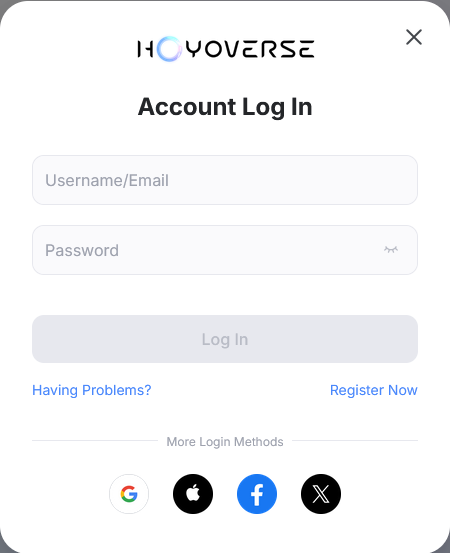 HOYOVERSE
Account Log In
Username/Email
Password
Log In
Having Problems? Register Now
More Login Methods